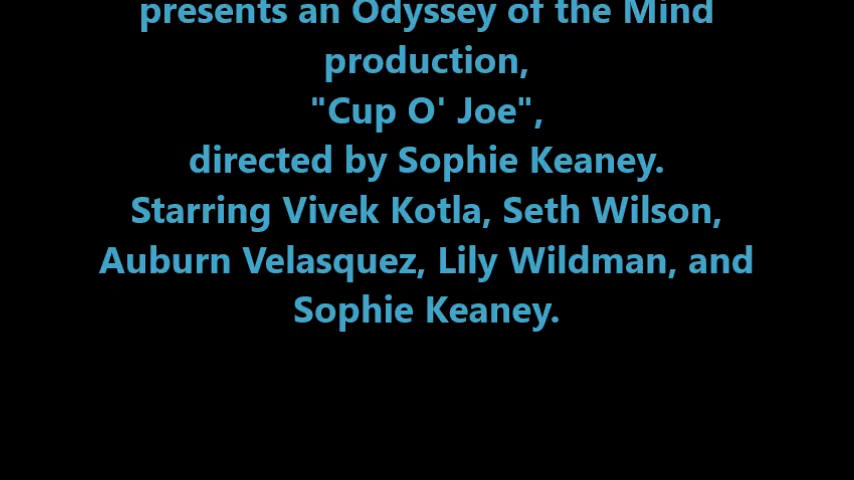 presents an Odyssey of the Mind
production,
"Cup O' Joe",
directed by Sophie Keaney.
Starring Vivek Kotla, Seth Wilson,
Auburn Velasquez, Lily Wildman, and
Sophie Keaney.